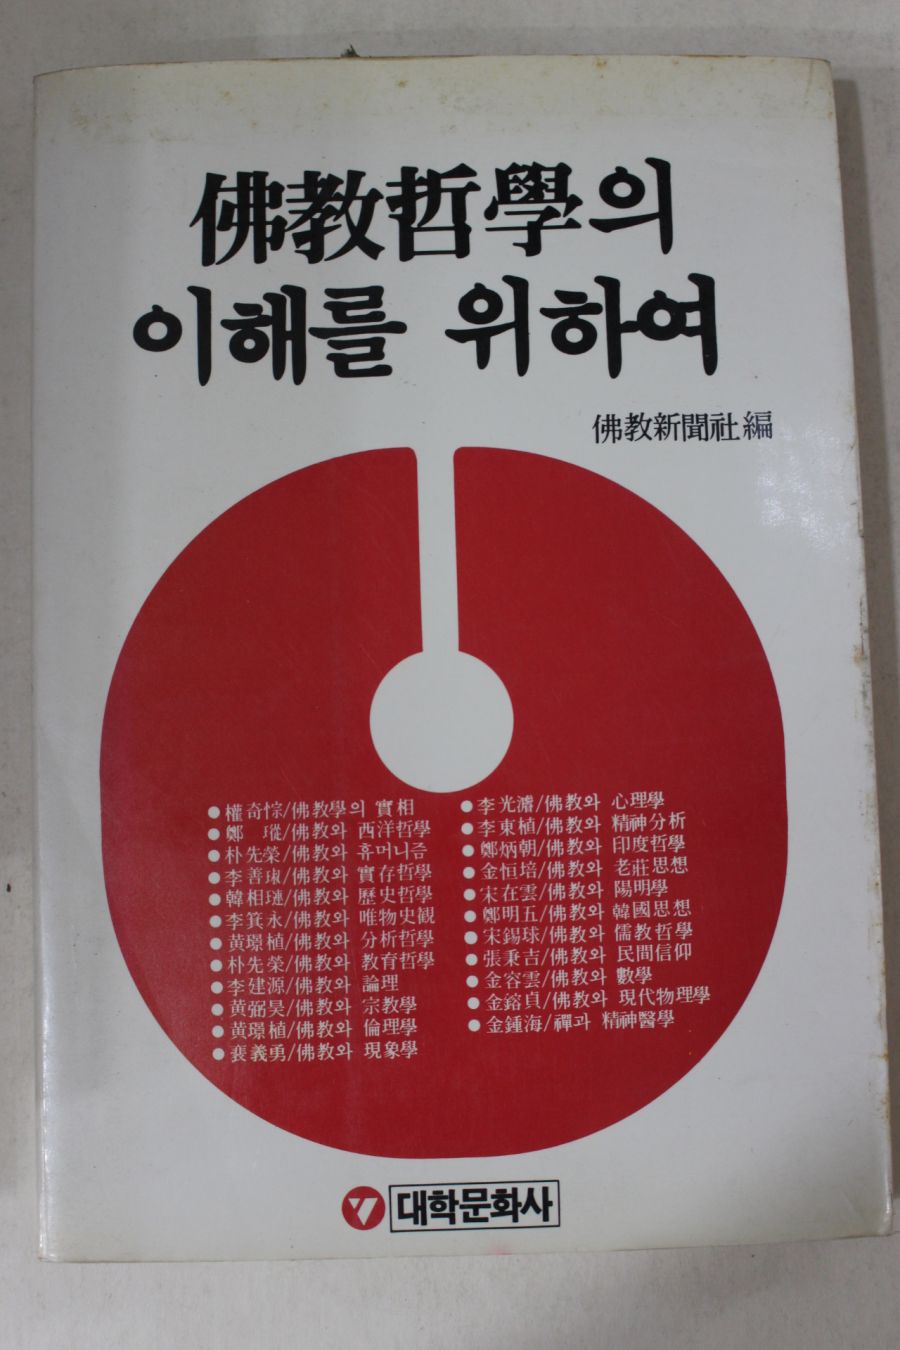 佛教哲學의
이해를 위하여
佛教新聞社編
● 權奇悰/佛教學의 實相
● 鄭 瑽/佛教와 西洋哲學
● 朴先榮/佛教와 휴머니즘
● 李善 /佛教와 實存哲學
● 韓相璉/佛教와 歷史哲學
● 李箕永/佛教와 唯物史観
● 黄璟植/佛教와 分析哲學
● 朴先榮/佛教와 教育哲學
● 李建源/佛教와 論理
● 黄弼昊/佛教와 宗教學
● 黄璟植/佛教와 倫理學
● 裵義勇/佛教와 現象學
● 李光濬/佛教와 心理學
● 李東植/佛教와 精神分析
● 鄭炳朝/佛教와 印度哲學
● 金恒培/佛教와 老莊思想
● 宋在雲/佛教와 陽明學
● 鄭明五/佛教와 韓國思想
● 宋錫球/佛教와 儒教哲學
● 張秉吉/佛教와 民間信仰
● 金容雲/佛教와 數學
● 金鎔貞/佛教와 現代物理學
● 金鍾海/禪과 精神醫學
대학문화사